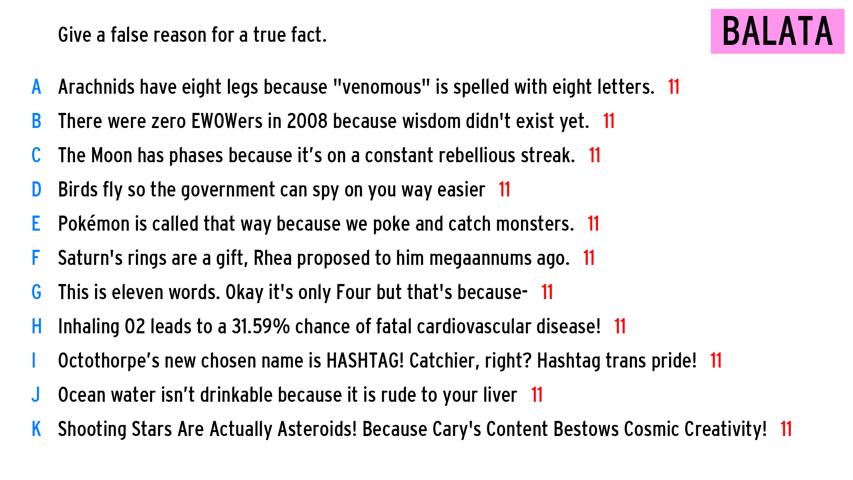 Give a false reason for a true fact.
BALATA
A Arachnids have eight legs because "venomous" is spelled with eight letters. 11
B There were zero EWOWers in 2008 because wisdom didn't exist yet. 11
C The Moon has phases because it’s on a constant rebellious streak. 11
D Birds fly so the government can spy on you way easier 11
E Pokémon is called that way because we poke and catch monsters. 11
F Saturn's rings are a gift, Rhea proposed to him megaannums ago. 11
G This is eleven words. Okay it's only Four but that's because- 11
H Inhaling O2 leads to a 31.59% chance of fatal cardiovascular disease! 11
I Octothorpe’s new chosen name is HASHTAG! Catchier, right? Hashtag trans pride! 11
J Ocean water isn’t drinkable because it is rude to your liver 11
K Shooting Stars Are Actually Asteroids! Because Cary's Content Bestows Cosmic Creativity! 11